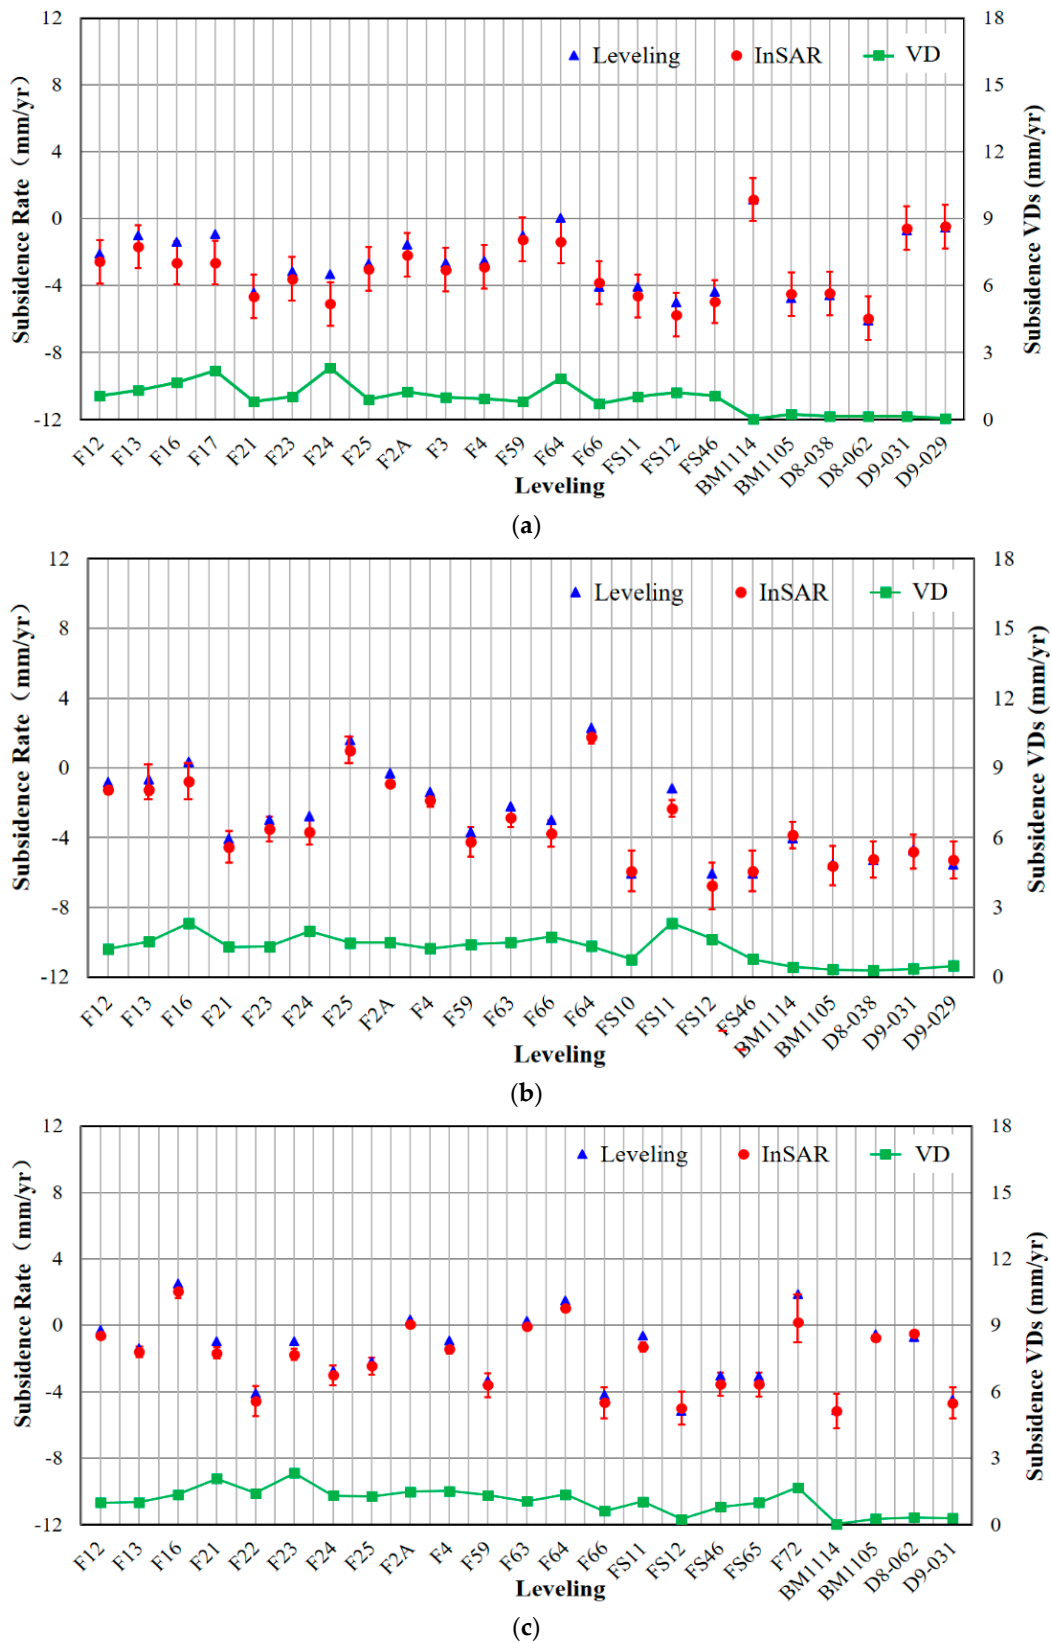 12 18
Leveling InSAR VD
8 15
4 12
0 9
-4 6
-8 3
-12 0
Subsidence Rate（mm/yr)
Subsidence VDs (mm/yr)
F12 F13 F16 F17 F21 F23 F24 F25 F2A F3 F4 F59 F64 F66 FS11 FS12 FS46 BM1114 BM1105 D8-038 D8-062 D9-031 D9-029
Leveling
(a)
12 18
Leveling InSAR VD
8 15
4 12
0 9
-4 6
-8 3
-12 0
Subsidence Rate（mm/yr)
Subsidence VDs (mm/yr)
F12 F13 F16 F21 F23 F24 F25 F2A F4 F59 F63 F66 F64 FS10 FS11 FS12 FS46 BM1114 BM1105 D8-038 D9-031 D9-029
Leveling
(b)
12 18
Leveling InSAR VD
8 15
4 12
0 9
-4 6
-8 3
-12 0
Subsidence Rate（mm/yr)
Subsidence VDs (mm/yr)
F12 F13 F16 F21 F22 F23 F24 F25 F2A F4 F59 F63 F64 F66 FS11 FS12 FS46 FS65 F72 BM1114 BM1105 D8-062 D9-031
Leveling
(c)